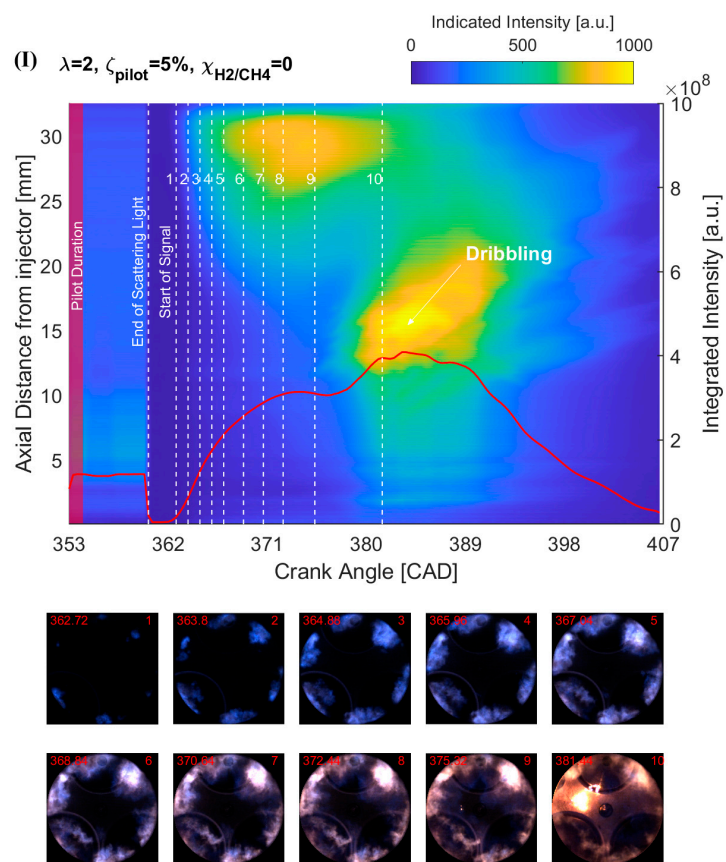 Indicated Intensity [a.u.]
0 500 1000
(I) λ=2, ζpilot=5%, χH2/CH4=0
×10^8
Axial Distance from injector [mm]
30
25
20
15
10
5
Pilot Duration
End of Scattering Light
Start of Signal
1 2 3 4 5 6 7 8 9 10
Dribbling
10
8
6
4
2
0
Integrated Intensity [a.u.]
353 362 371 380 389 398 407
Crank Angle [CAD]
362.72 1 363.8 2 364.88 3 365.96 4 367.04 5
368.84 6 370.64 7 372.44 8 375.32 9 381.44 10